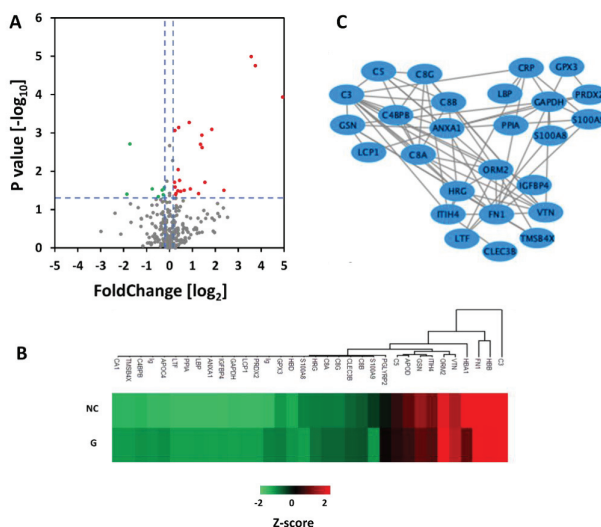 A
P value [-log10]
6
5
4
3
2
1
0
-5 -4 -3 -2 -1 0 1 2 3 4 5
FoldChange [log2]
C
C5
C8G
C3
C4BPB
C8B
GSN
ANXA1
LCP1
C8A
CRP
GPX3
LBP
GAPDH
PRDX2
PPIA
S100A8
S100A9
ORM2
HRG
IGFBP4
ITIH4
FN1
VTN
LTF
CLEC3B
TMSB4X
B
CA1
TMSB4X
C4BPB
Ig
APOC4
LTF
PPIA
LBP
ANXA1
IGFBP4
GAPDH
LCP1
PRDX2
Ig
GPX3
HBD
S100A8
HRG
C8A
C8G
CLEC3B
C8B
S100A9
PGLYRP2
C5
APOD
GSN
ITIH4
ORM2
VTN
HBA1
FN1
HBB
C3
NC
G
-2 0 2
Z-score